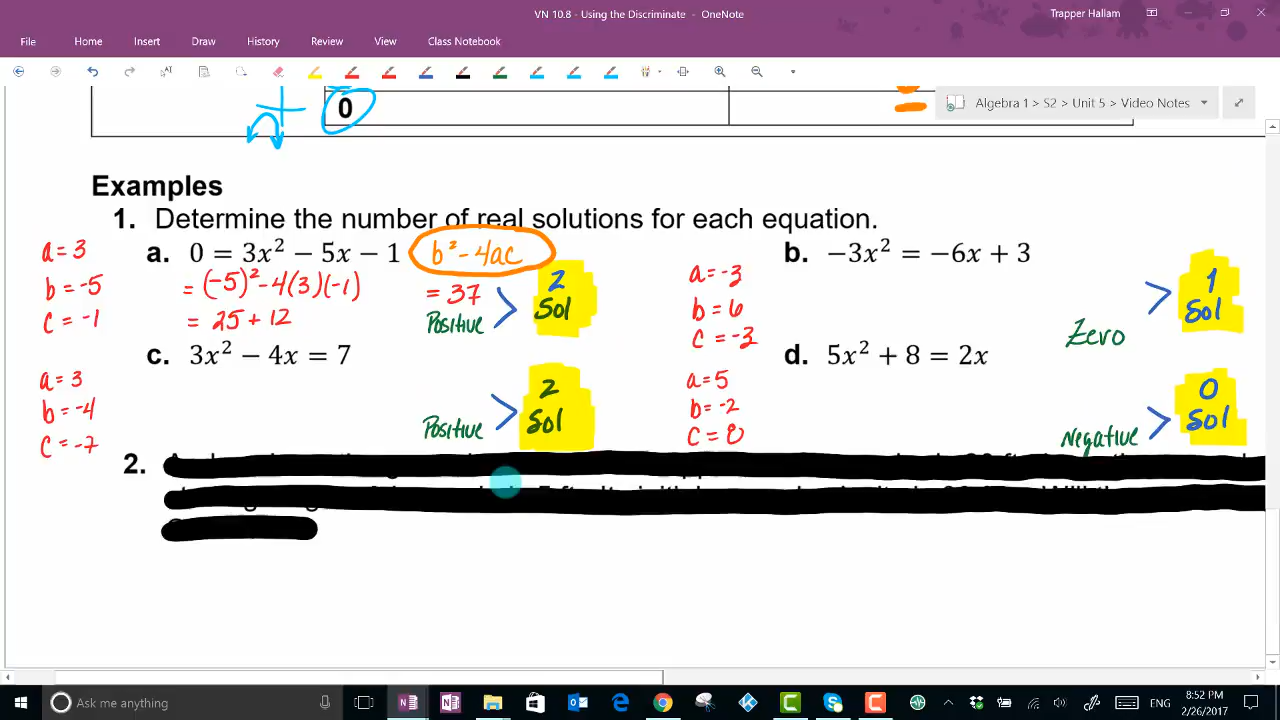 VN 10.8 - Using the Discriminate - OneNote
Trapper Hallam
File Home Insert Draw History Review View Class Notebook
Algebra 1 > S2 > Unit 5 > Video Notes
0
Examples
1. Determine the number of real solutions for each equation.
a. 0 = 3x² − 5x − 1
b² - 4ac
a = 3
b = -5
c = -1
= (-5)² - 4(3)(-1)
= 25 + 12
= 37
Positive > 2 Sol
b. −3x² = −6x + 3
a = -3
b = 6
c = -3
Zero > 1 Sol
c. 3x² − 4x = 7
a = 3
b = -4
c = -7
Positive > 2 Sol
d. 5x² + 8 = 2x
a = 5
b = -2
c = 8
Negative > 0 Sol
2.
Ask me anything
ENG
8:52 PM
2/26/2017